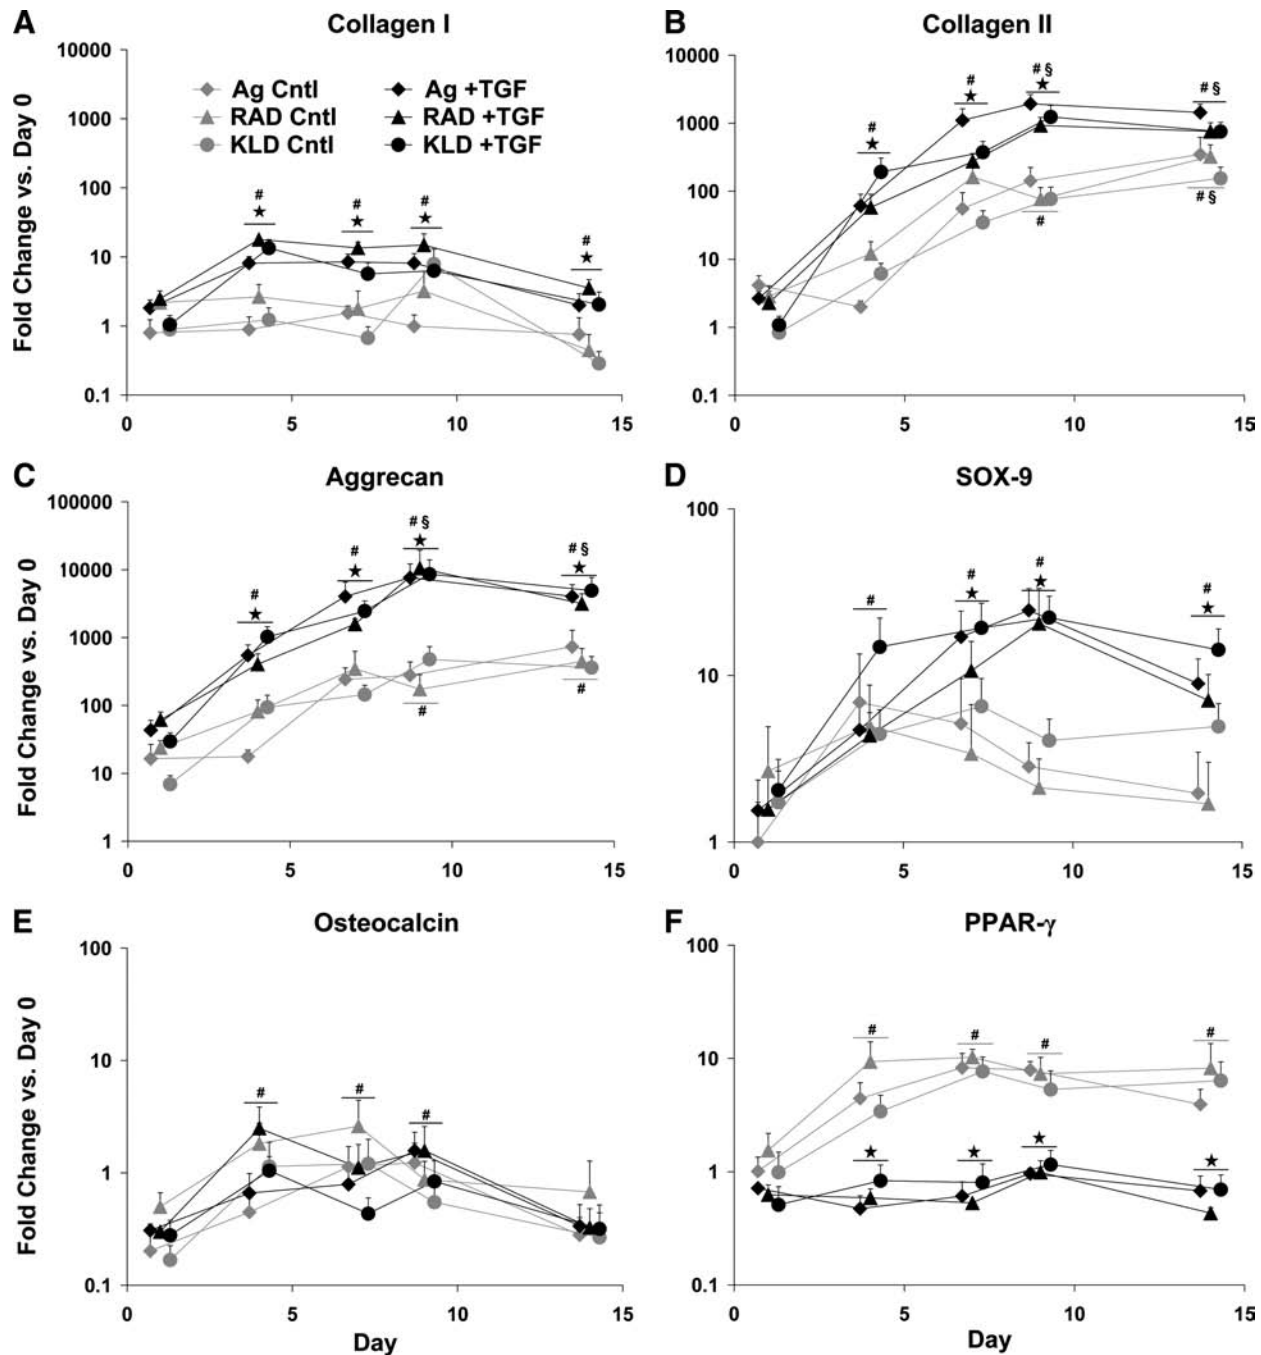 A Collagen I
10000
1000
100
10
1
0.1
Fold Change vs. Day 0
Ag Cntl
RAD Cntl
KLD Cntl
Ag +TGF
RAD +TGF
KLD +TGF
# ★
# ★
# ★
# ★
0 5 10 15
B Collagen II
10000
1000
100
10
1
0.1
# ★
# ★
# § ★
# §
#
# §
0 5 10 15
C Aggrecan
100000
10000
1000
100
10
1
Fold Change vs. Day 0
# ★
# ★
# § ★
# § ★
#
#
0 5 10 15
D SOX-9
100
10
1
#
# ★
# ★
# ★
0 5 10 15
E Osteocalcin
100
10
1
0.1
Fold Change vs. Day 0
#
#
#
0 5 10 15
Day
F PPAR-γ
100
10
1
0.1
#
#
#
#
★
★
★
★
0 5 10 15
Day